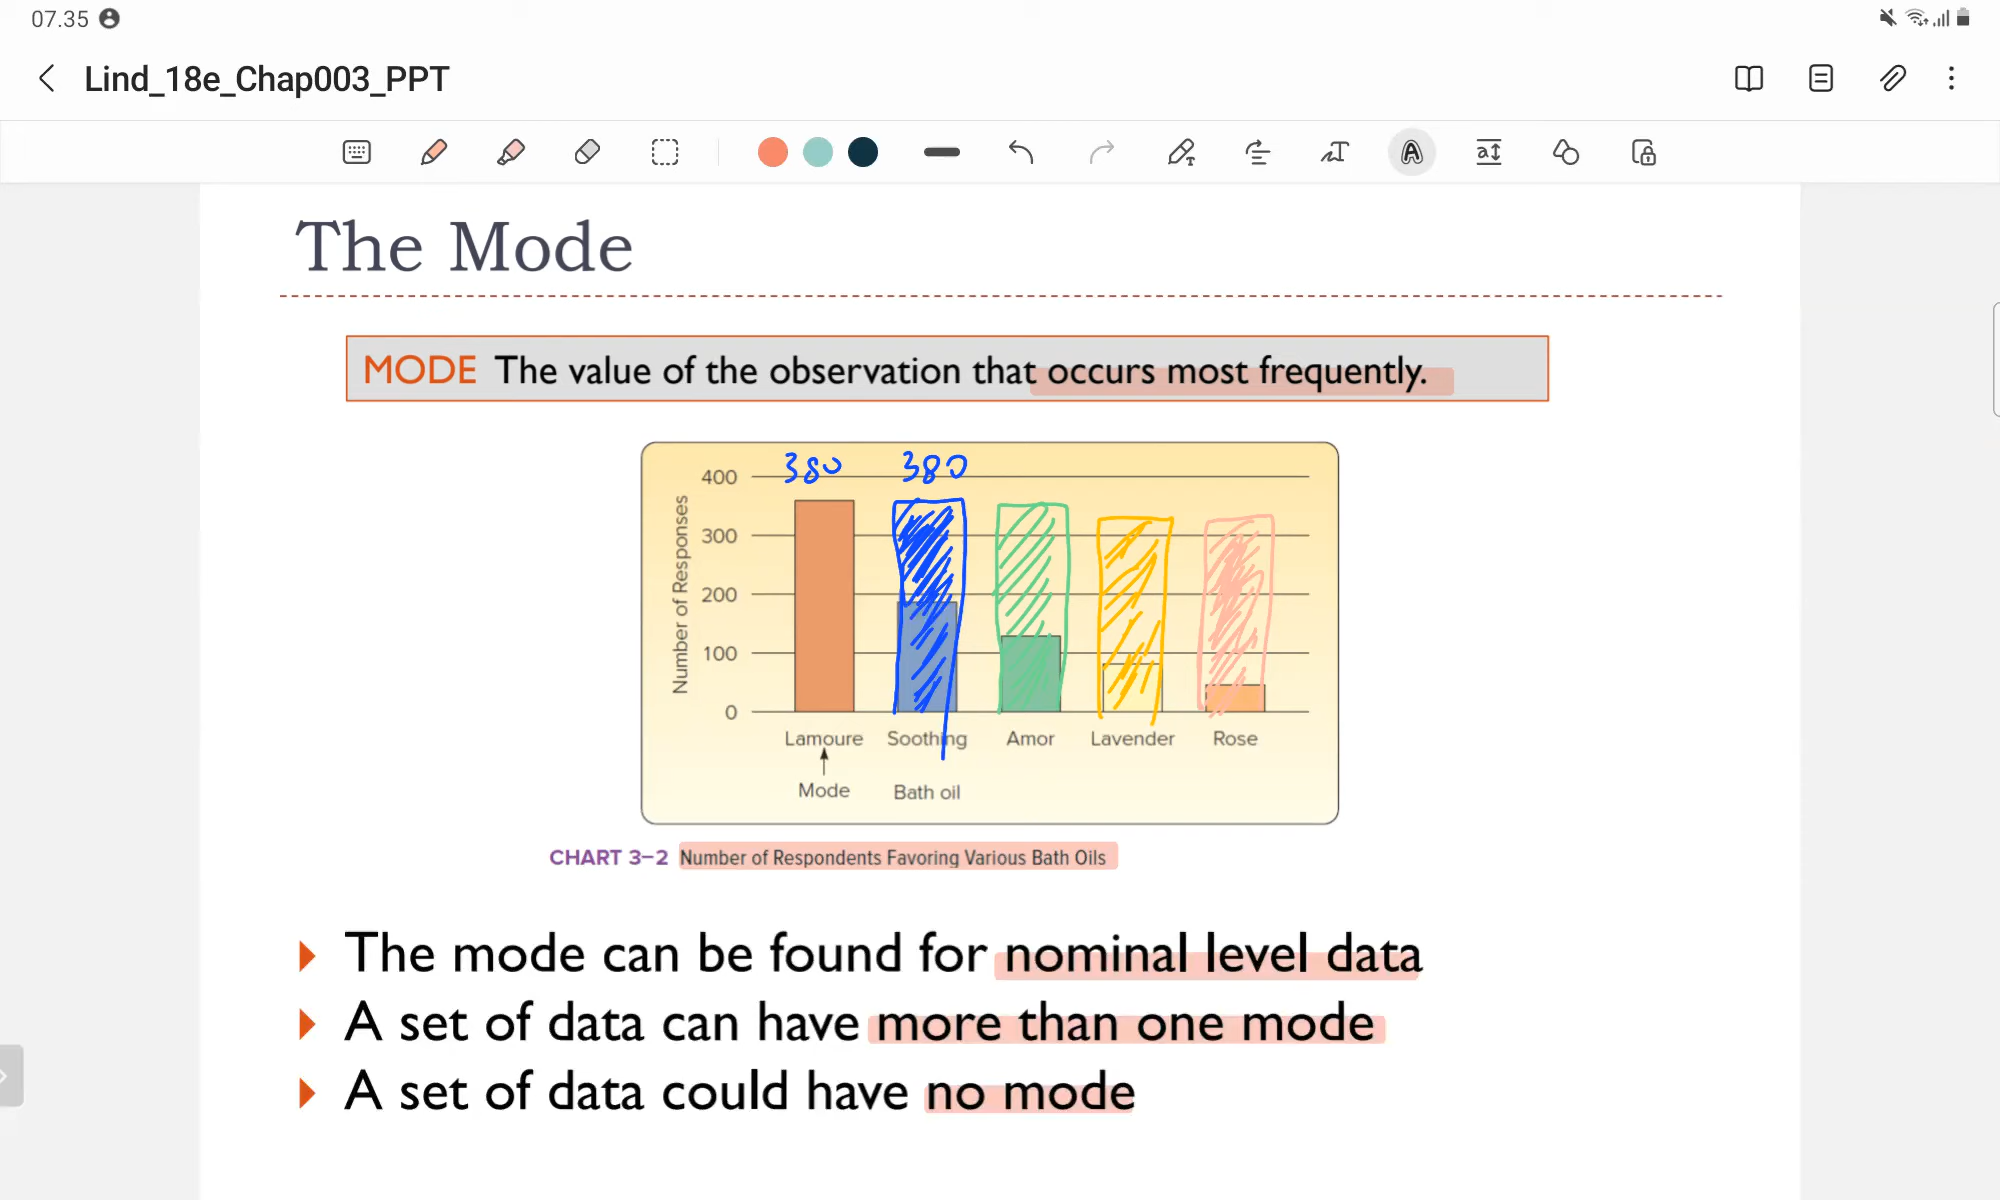 07.35
Lind_18e_Chap003_PPT
The Mode
MODE The value of the observation that occurs most frequently.
380 380
400
300
200
100
0
Number of Responses
Lamoure Soothing Amor Lavender Rose
Mode Bath oil
CHART 3–2 Number of Respondents Favoring Various Bath Oils
The mode can be found for nominal level data
A set of data can have more than one mode
A set of data could have no mode